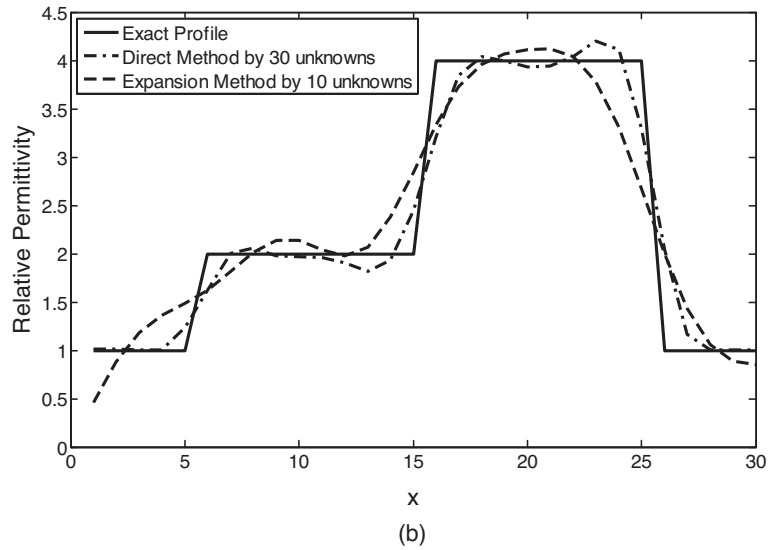 4.5
4
3.5
3
2.5
2
1.5
1
0.5
0
Relative Permittivity
Exact Profile
Direct Method by 30 unknowns
Expansion Method by 10 unknowns
0 5 10 15 20 25 30
x
(b)